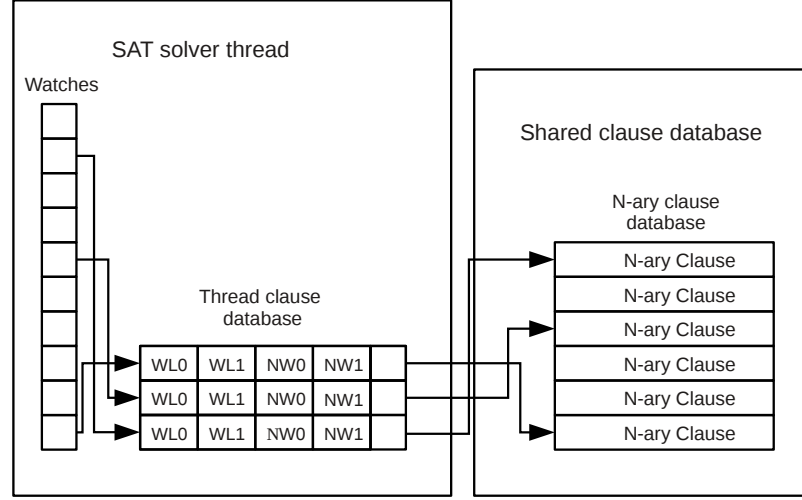 SAT solver thread
Watches
Shared clause database
N-ary clause
database
N-ary Clause
N-ary Clause
N-ary Clause
N-ary Clause
N-ary Clause
N-ary Clause
Thread clause
database
WL0 WL1 NW0 NW1
WL0 WL1 NW0 NW1
WL0 WL1 NW0 NW1